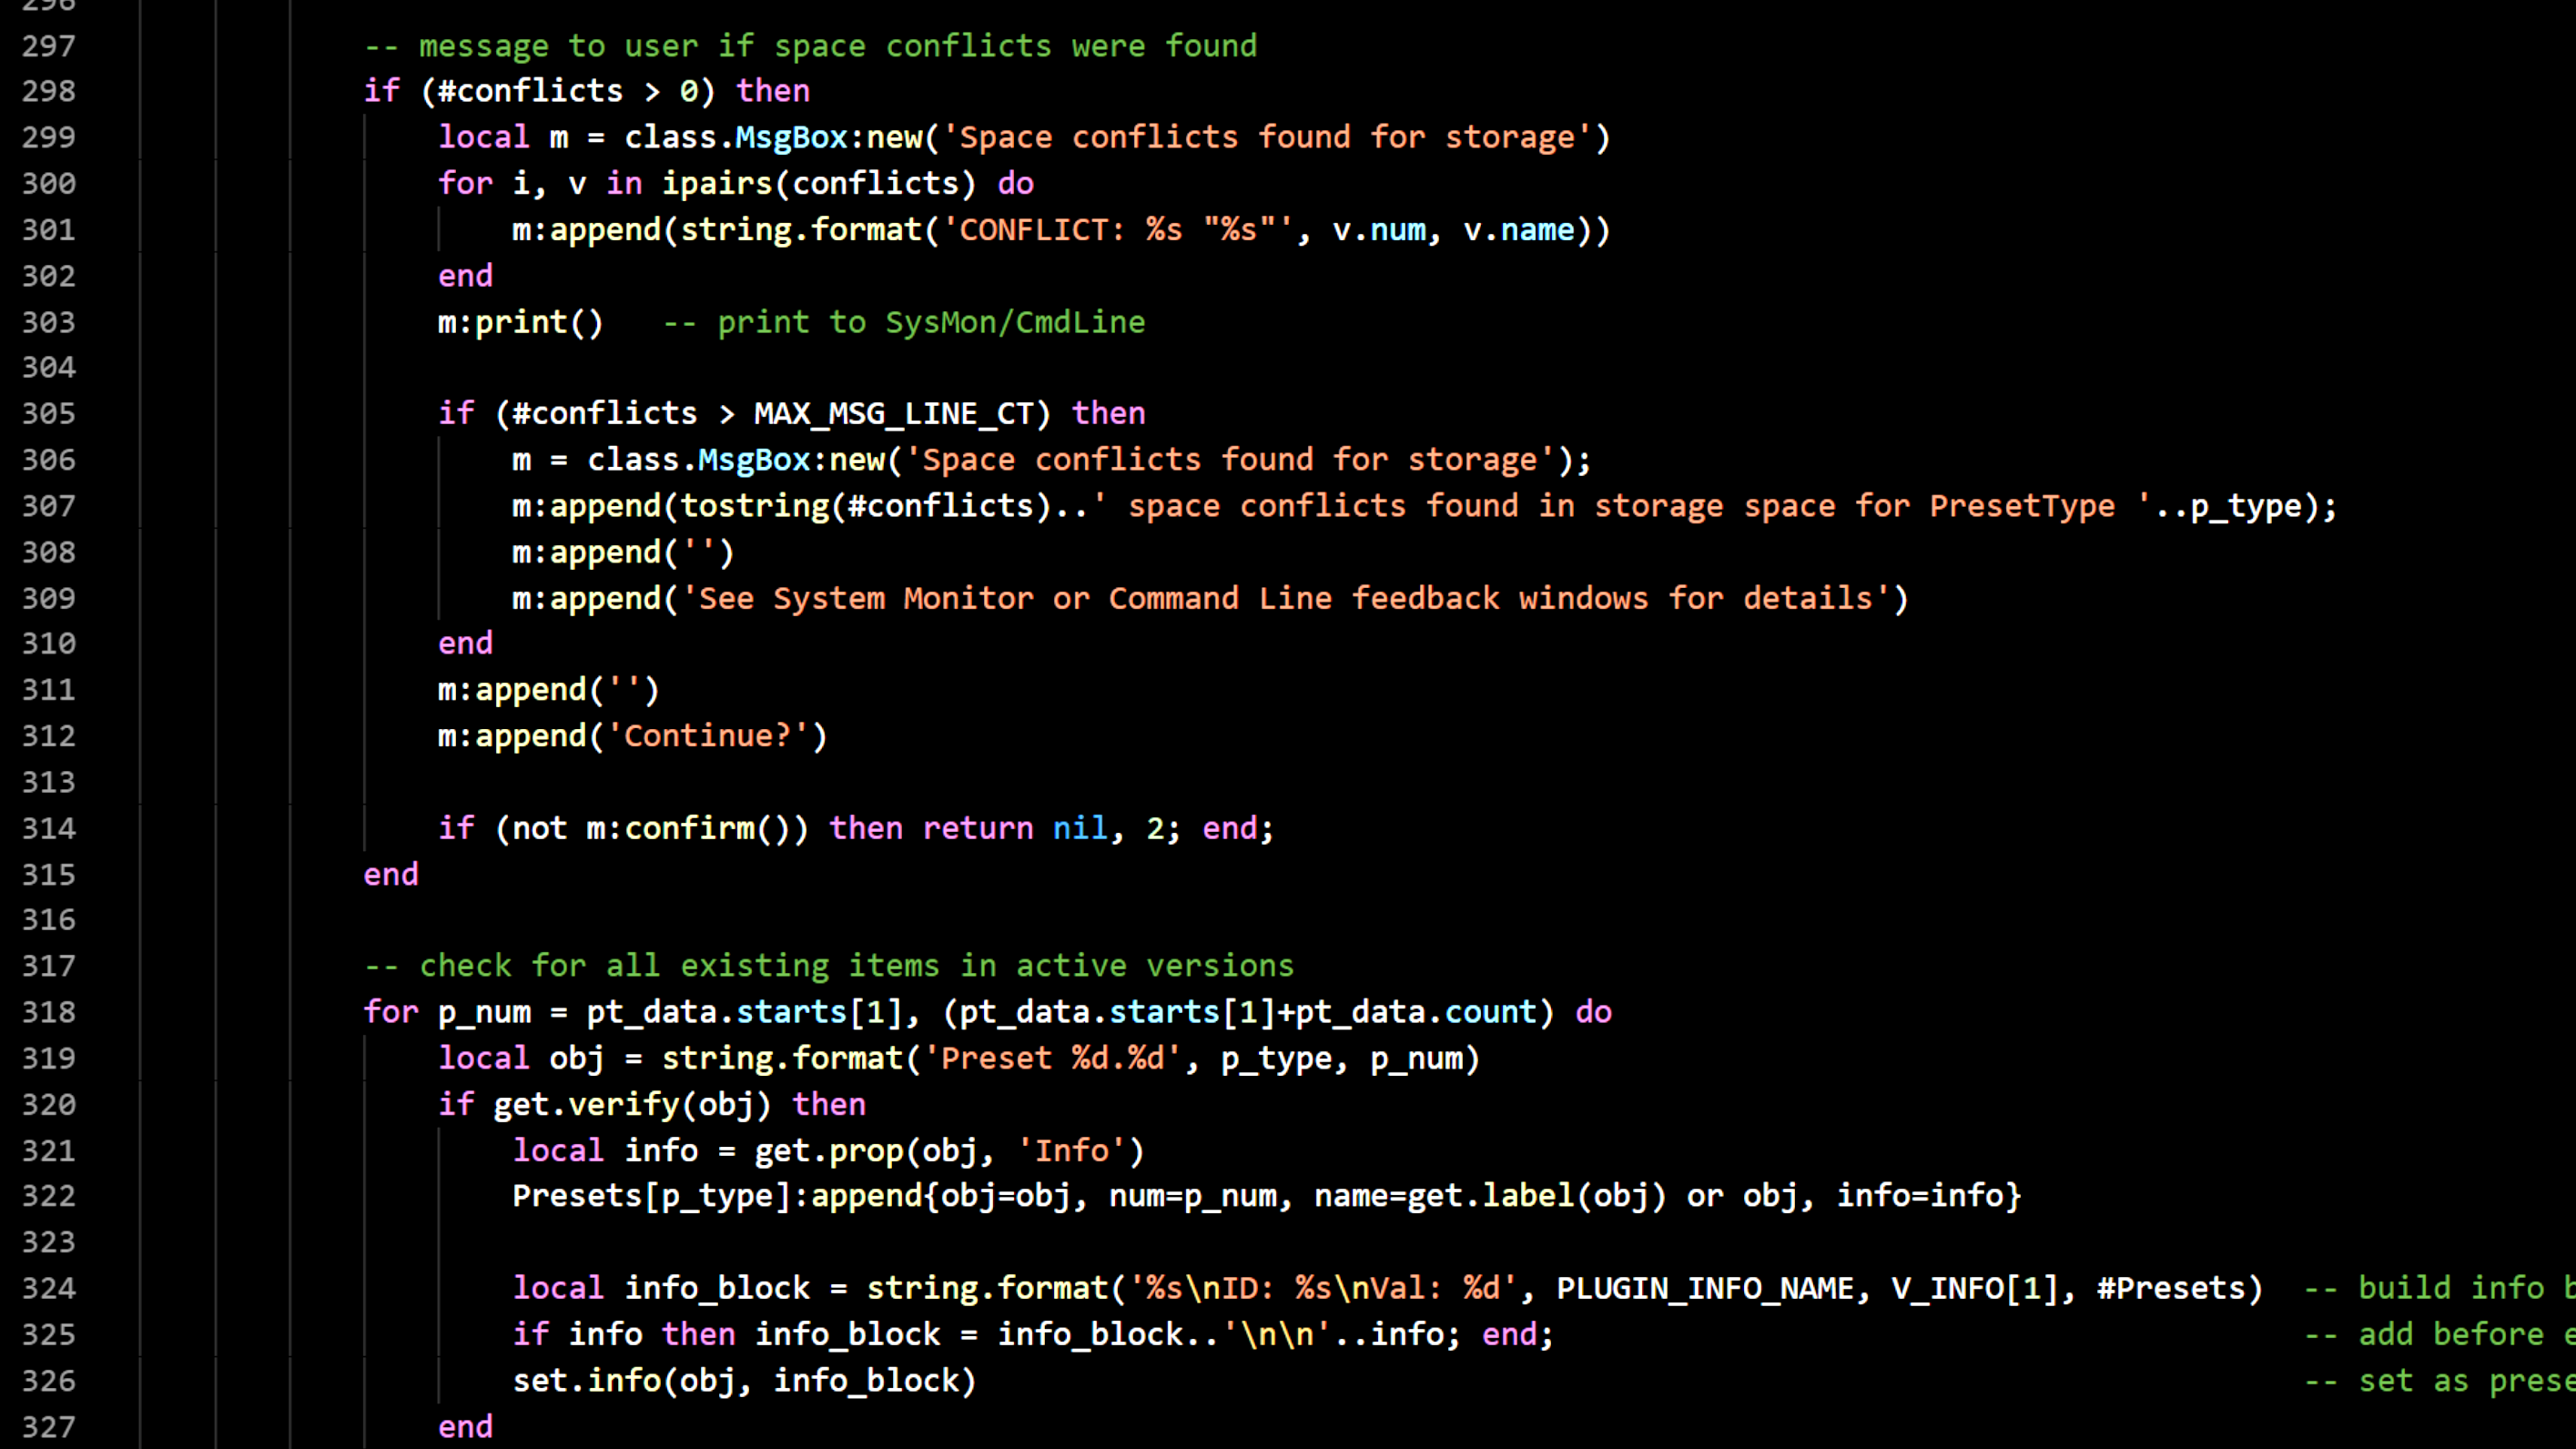 296
297 -- message to user if space conflicts were found
298 if (#conflicts > 0) then
299 local m = class.MsgBox:new('Space conflicts found for storage')
300 for i, v in ipairs(conflicts) do
301 m:append(string.format('CONFLICT: %s "%s"', v.num, v.name))
302 end
303 m:print()   -- print to SysMon/CmdLine
304
305 if (#conflicts > MAX_MSG_LINE_CT) then
306 m = class.MsgBox:new('Space conflicts found for storage');
307 m:append(tostring(#conflicts)..' space conflicts found in storage space for PresetType '..p_type);
308 m:append('')
309 m:append('See System Monitor or Command Line feedback windows for details')
310 end
311 m:append('')
312 m:append('Continue?')
313
314 if (not m:confirm()) then return nil, 2; end;
315 end
316
317 -- check for all existing items in active versions
318 for p_num = pt_data.starts[1], (pt_data.starts[1]+pt_data.count) do
319 local obj = string.format('Preset %d.%d', p_type, p_num)
320 if get.verify(obj) then
321 local info = get.prop(obj, 'Info')
322 Presets[p_type]:append{obj=obj, num=p_num, name=get.label(obj) or obj, info=info}
323
324 local info_block = string.format('%s\nID: %s\nVal: %d', PLUGIN_INFO_NAME, V_INFO[1], #Presets)  -- build info
325 if info then info_block = info_block..'\n\n'..info; end;  -- add before
326 set.info(obj, info_block)  -- set as
327 end